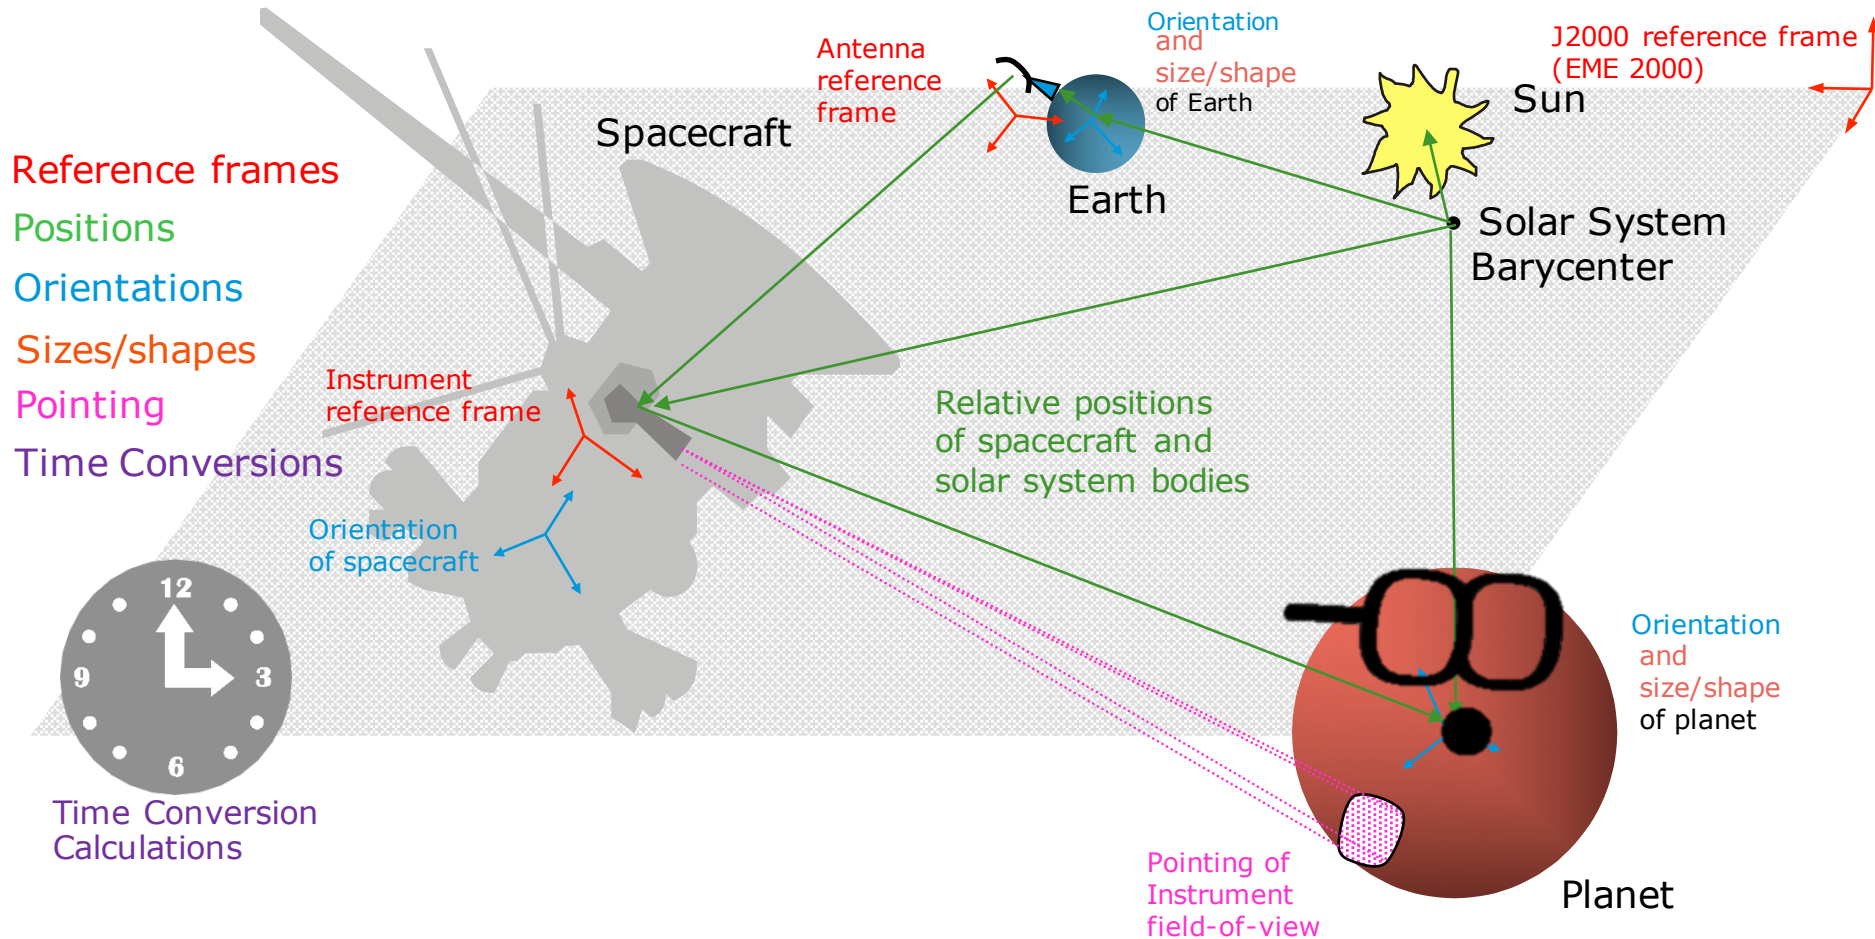 Reference frames
Positions
Orientations
Sizes/shapes
Pointing
Time Conversions
Spacecraft
Antenna
reference
frame
Orientation
and
size/shape
of Earth
Earth
Sun
J2000 reference frame
(EME 2000)
Solar System
Barycenter
Instrument
reference frame
Orientation
of spacecraft
Relative positions
of spacecraft and
solar system bodies
12
9
3
6
Time Conversion
Calculations
Orientation
and
size/shape
of planet
Pointing of
Instrument
field-of-view
Planet